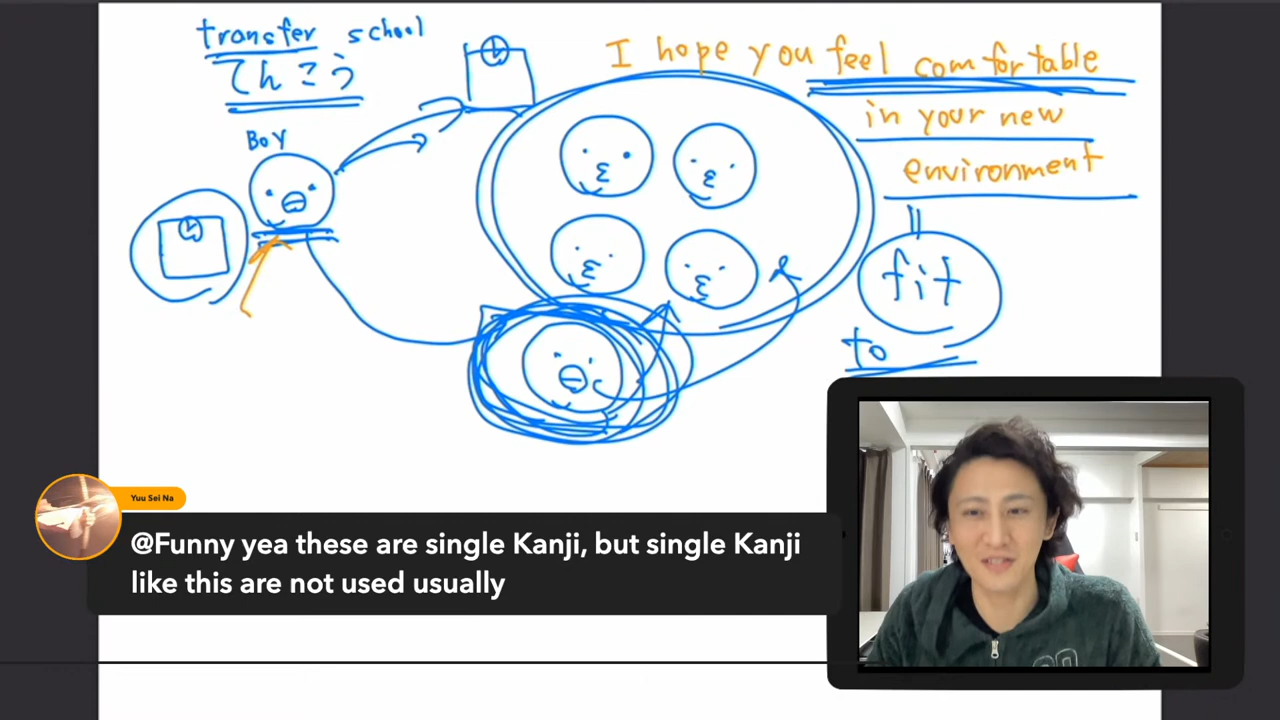 transfer school
てんこう
Boy
I hope you feel comfortable
in your new
environment
fit
to
Yuu Sei Na
@Funny yea these are single Kanji, but single Kanji
like this are not used usually